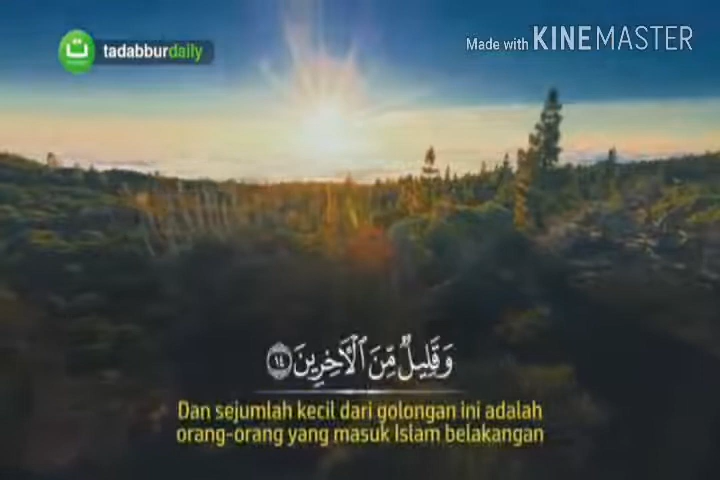 tadabburdaily
Made with KINEMASTER
وَقَلِيلٌ مِّنَ ٱلْآخِرِينَ ١٤
Dan sejumlah kecil dari golongan ini adalah
orang-orang yang masuk Islam belakangan